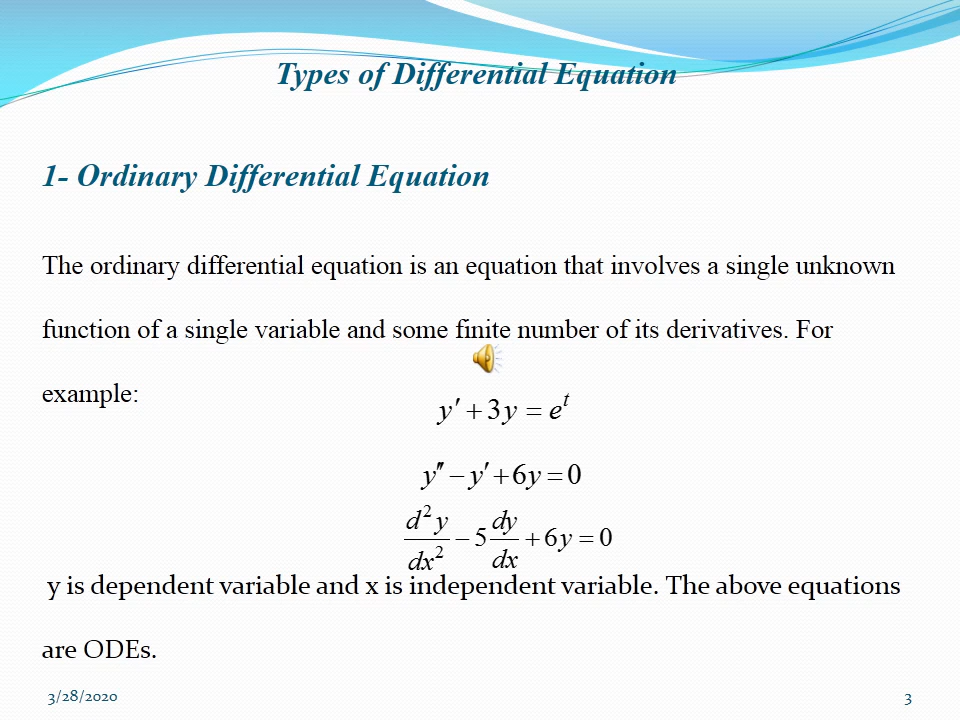 Types of Differential Equation
1- Ordinary Differential Equation
The ordinary differential equation is an equation that involves a single unknown
function of a single variable and some finite number of its derivatives. For
example:
y′ + 3y = e^t
y″ − y′ + 6y = 0
d²y/dx² − 5 dy/dx + 6y = 0
y is dependent variable and x is independent variable. The above equations
are ODEs.
3/28/2020 3